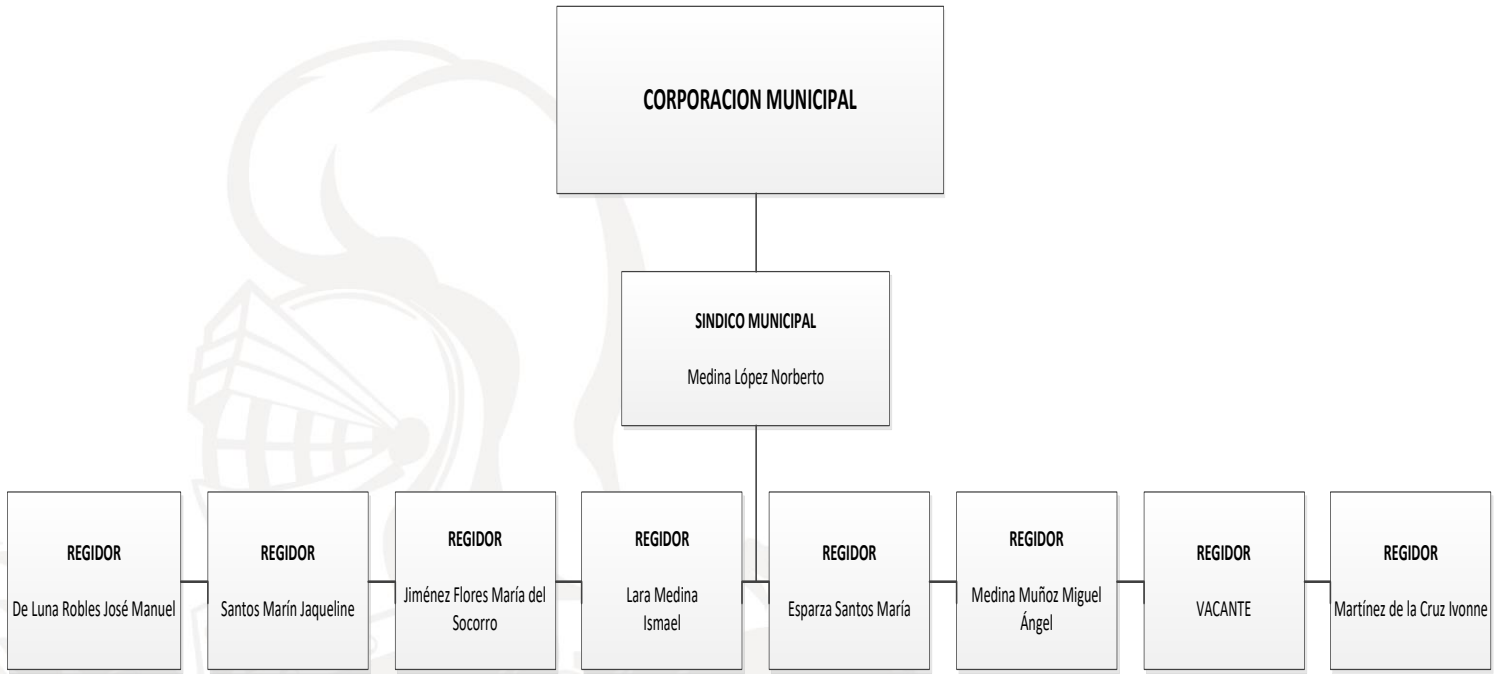 CORPORACION MUNICIPAL
SINDICO MUNICIPAL
Medina López Norberto
REGIDOR
De Luna Robles José Manuel
REGIDOR
Santos Marín Jaqueline
REGIDOR
Jiménez Flores María del
Socorro
REGIDOR
Lara Medina
Ismael
REGIDOR
Esparza Santos María
REGIDOR
Medina Muñoz Miguel
Ángel
REGIDOR
VACANTE
REGIDOR
Martínez de la Cruz Ivonne